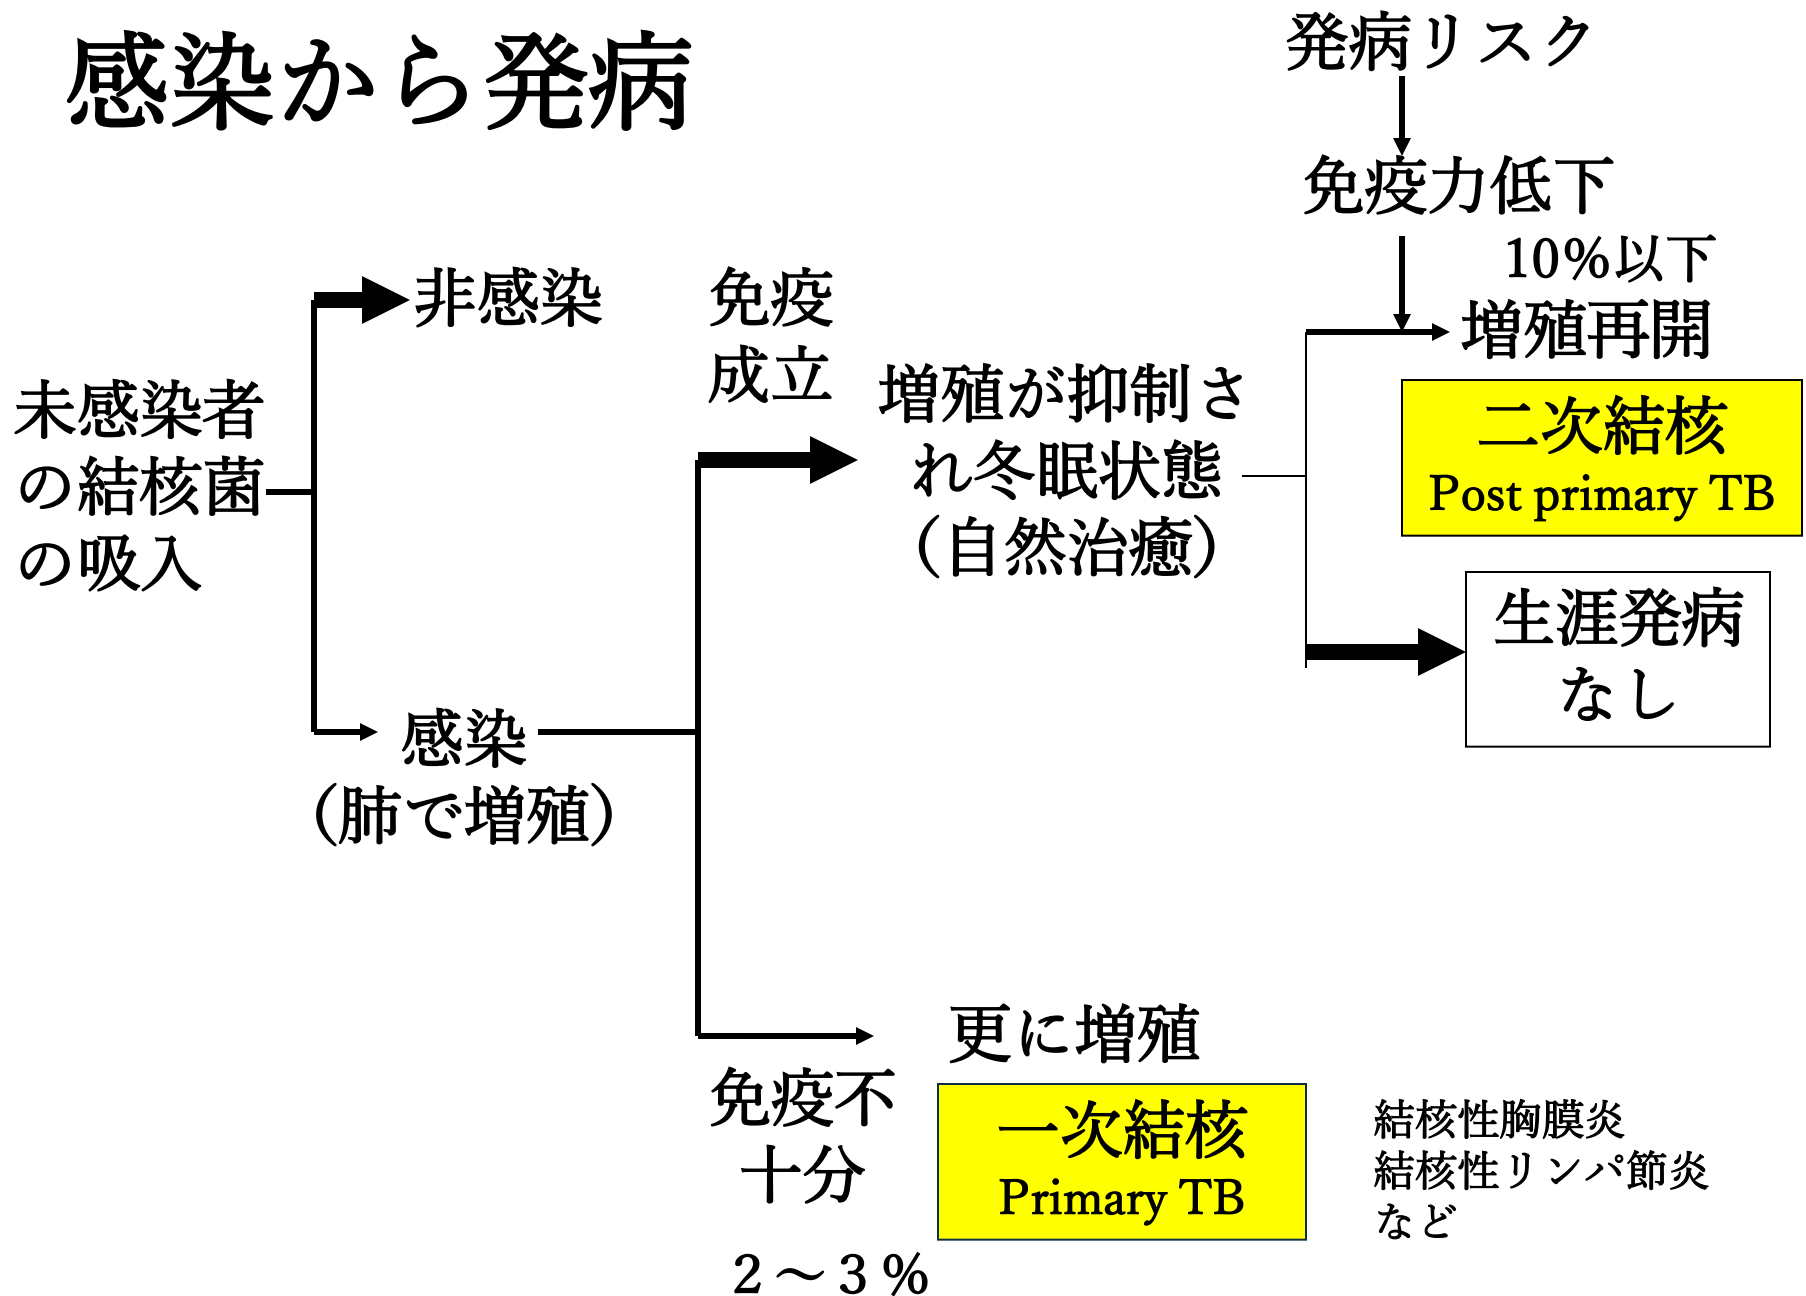 感染から発病
発病リスク
免疫力低下
10%以下
増殖再開
二次結核
Post primary TB
生涯発病
なし
未感染者
の結核菌
の吸入
非感染
感染
（肺で増殖）
免疫
成立
増殖が抑制さ
れ冬眠状態
（自然治癒）
更に増殖
免疫不
十分
2～3%
一次結核
Primary TB
結核性胸膜炎
結核性リンパ節炎
など